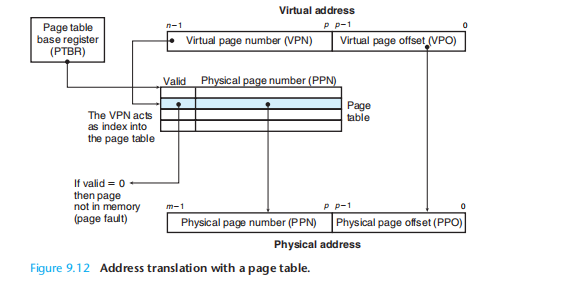 Virtual address
Page table
base register
(PTBR)
n–1
p p–1
0
Virtual page number (VPN)
Virtual page offset (VPO)
Valid
Physical page number (PPN)
The VPN acts
as index into
the page table
Page
table
If valid = 0
then page
not in memory
(page fault)
m–1
p p–1
0
Physical page number (PPN)
Physical page offset (PPO)
Physical address
Figure 9.12 Address translation with a page table.